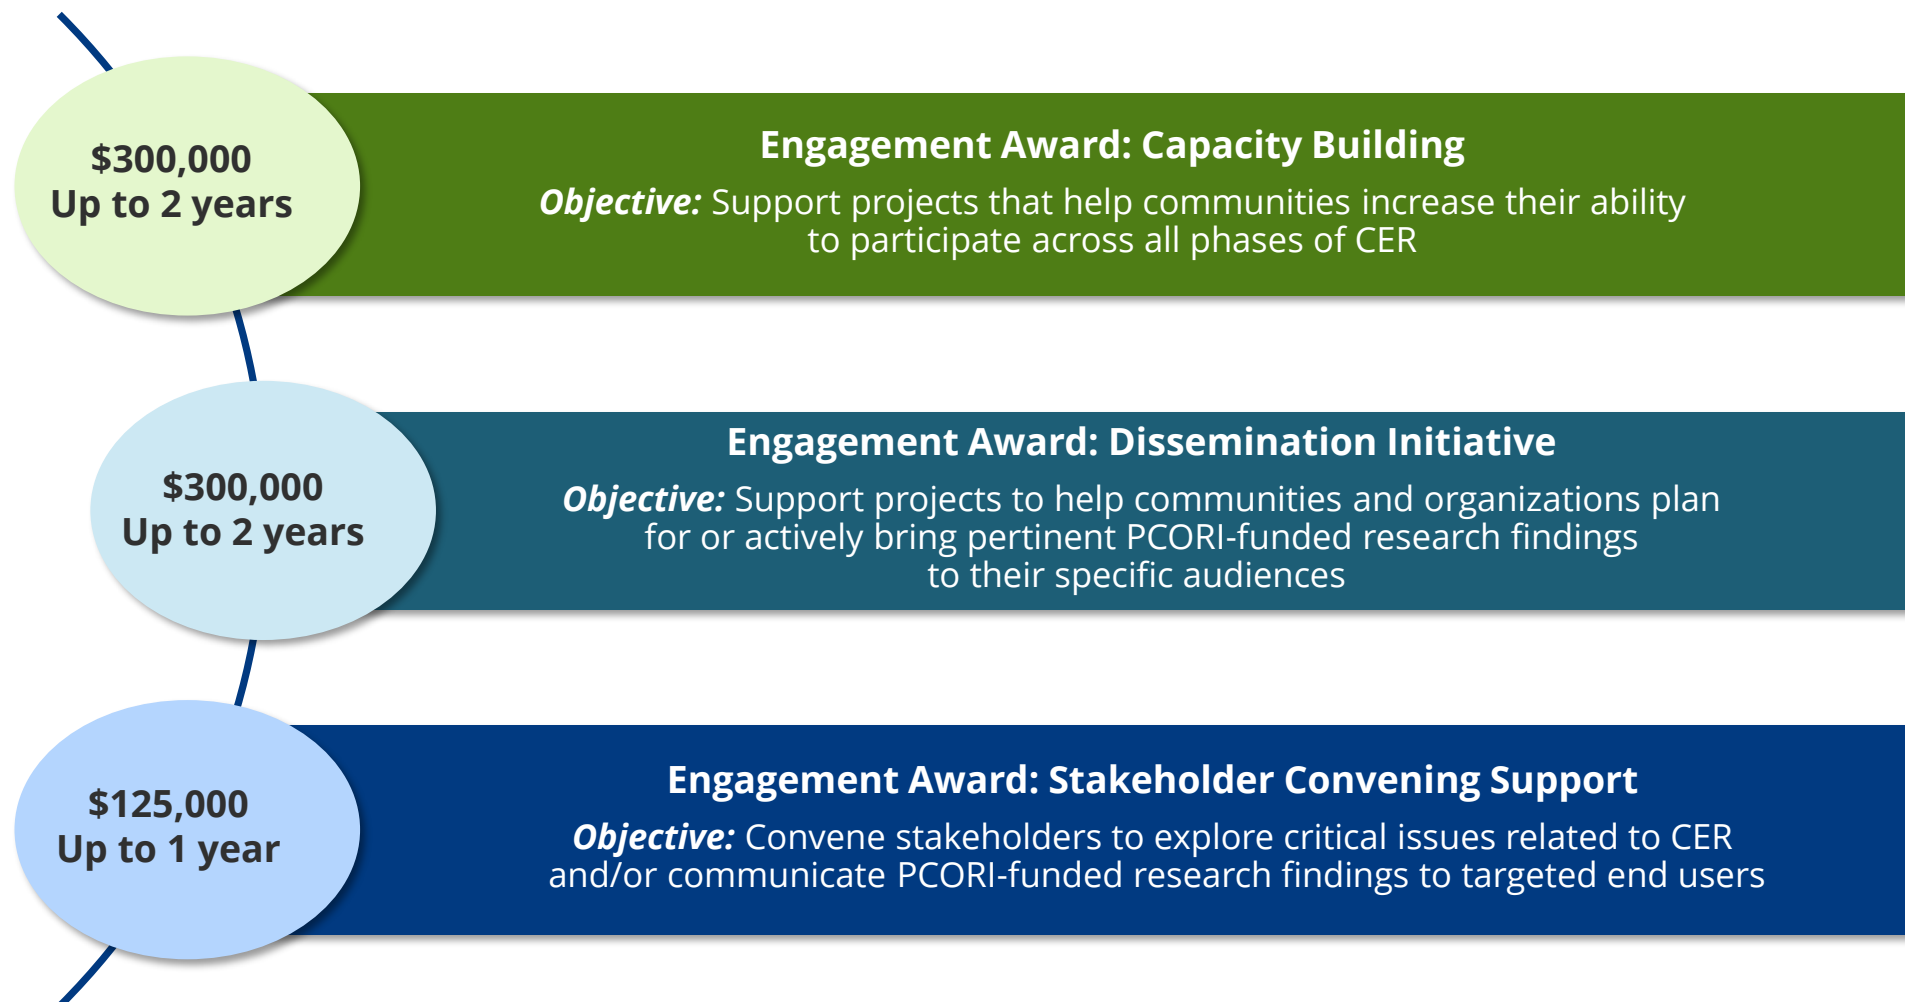 $300,000
Up to 2 years
Engagement Award: Capacity Building
Objective: Support projects that help communities increase their ability
to participate across all phases of CER
$300,000
Up to 2 years
Engagement Award: Dissemination Initiative
Objective: Support projects to help communities and organizations plan
for or actively bring pertinent PCORI-funded research findings
to their specific audiences
$125,000
Up to 1 year
Engagement Award: Stakeholder Convening Support
Objective: Convene stakeholders to explore critical issues related to CER
and/or communicate PCORI-funded research findings to targeted end users